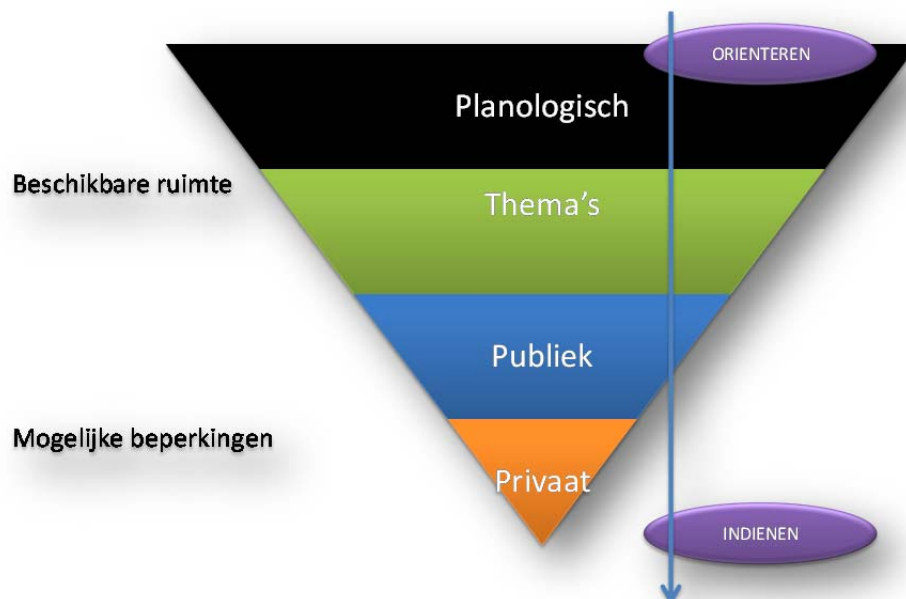 ORIENTEREN
Planologisch
Beschikbare ruimte
Thema's
Publiek
Mogelijke beperkingen
Privaat
INDIENEN